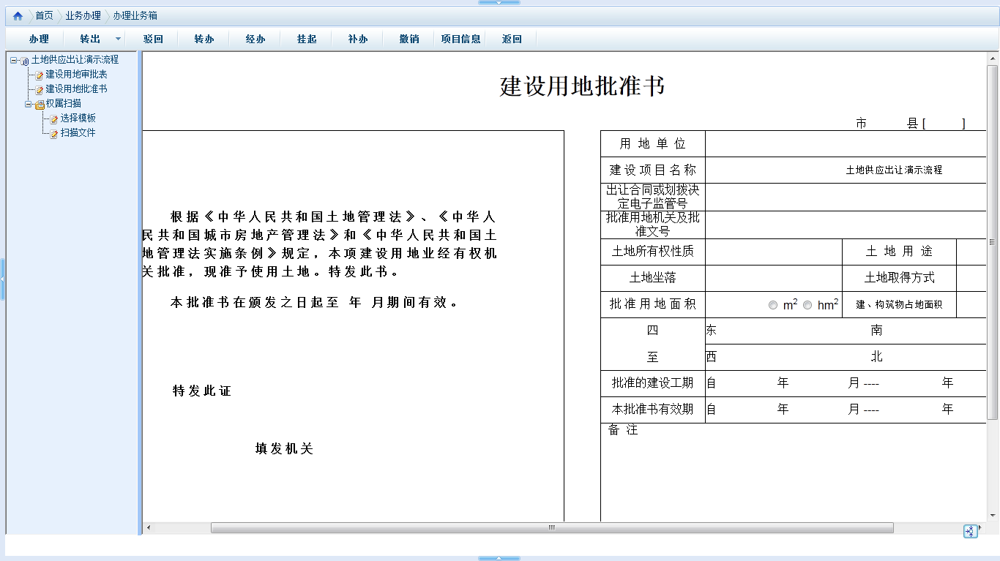 首页 业务办理 办理业务箱
办理 转出 驳回 转办 经办 挂起 补办 撤销 项目信息 返回
土地供应出让演示流程
建设用地审批表
建设用地批准书
权属扫描
选择模板
扫描文件
建设用地批准书
市 县 [ ]
根据《中华人民共和国土地管理法》、《中华人
民共和国城市房地产管理法》和《中华人民共和国土
地管理法实施条例》规定，本项建设用地业经有权机
关批准，现准予使用土地。特发此书。
本批准书在颁发之日起至 年 月期间有效。
特发此证
填发机关
用 地 单 位
建设项目名称 土地供应出让演示流程
出让合同或划拨决
定电子监管号
批准用地机关及批
准文号
土地所有权性质 土 地 用 途
土地坐落 土地取得方式
批准用地面积 m² hm² 建、构筑物占地面积
四 东 南
至 西 北
批准的建设工期 自 年 月 ---- 年
本批准书有效期 自 年 月 ---- 年
备 注